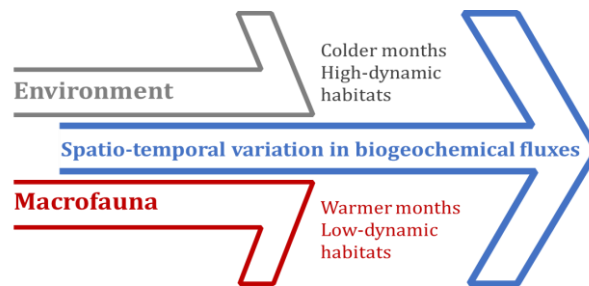 Colder months
High-dynamic
habitats
Environment
Spatio-temporal variation in biogeochemical fluxes
Macrofauna
Warmer months
Low-dynamic
habitats